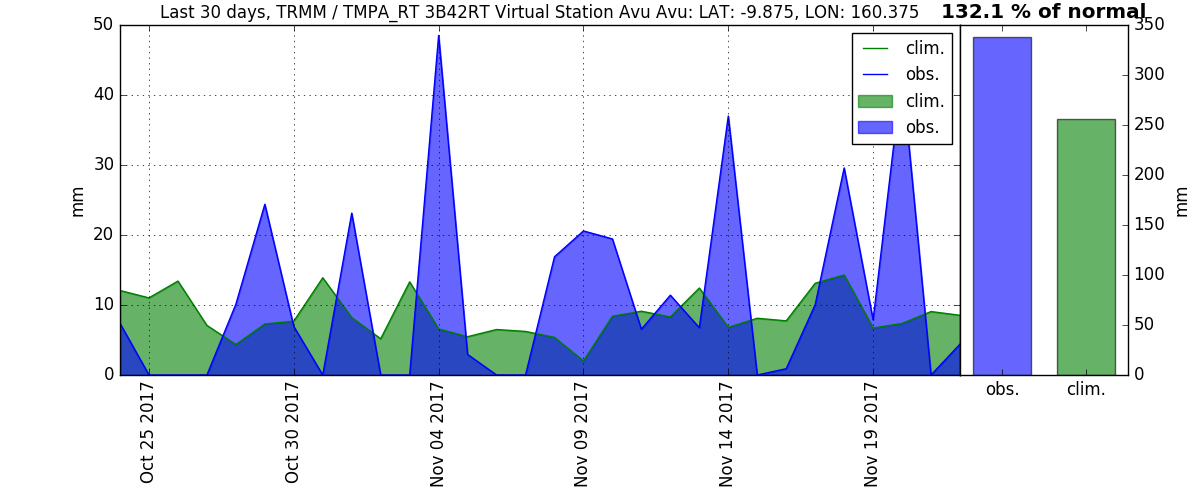 Last 30 days, TRMM / TMPA_RT 3B42RT Virtual Station Avu Avu: LAT: -9.875, LON: 160.375
132.1 % of normal
50
40
30
20
10
0
mm
clim.
obs.
clim.
obs.
Oct 25 2017
Oct 30 2017
Nov 04 2017
Nov 09 2017
Nov 14 2017
Nov 19 2017
350
300
250
200
150
100
50
0
mm
obs.
clim.